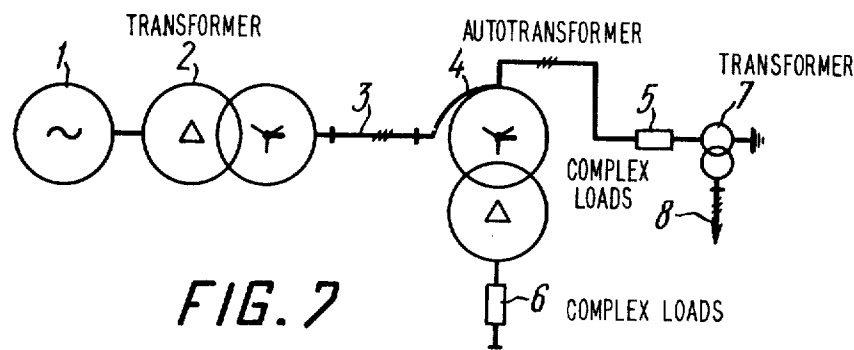 TRANSFORMER
AUTOTRANSFORMER
TRANSFORMER
1
2
3
4
5
7
COMPLEX
LOADS
8
6
COMPLEX LOADS
FIG. 7